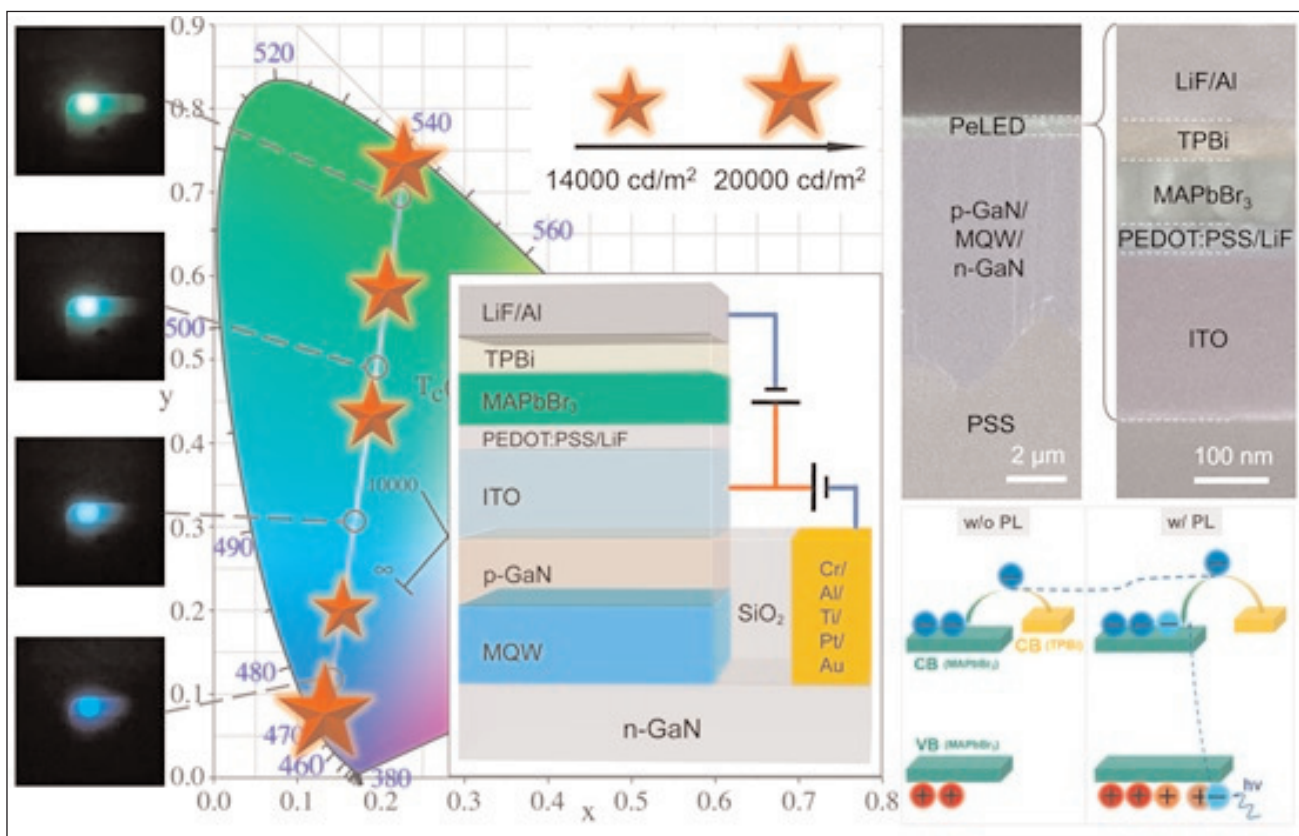 0.9
0.8
0.7
0.6
0.5
0.4
0.3
0.2
0.1
0.0
y
0.0
0.1
0.2
0.3
0.4
0.5
0.6
0.7
0.8
x
520
540
560
500
490
480
470
460
380
10000
∞
14000 cd/m²
20000 cd/m²
LiF/Al
TPBi
MAPbBr₃
PEDOT:PSS/LiF
ITO
p-GaN
MQW
SiO₂
Cr/
Al/
Ti/
Pt/
Au
n-GaN
PeLED
p-GaN/
MQW/
n-GaN
PSS
2 μm
LiF/Al
TPBi
MAPbBr₃
PEDOT:PSS/LiF
ITO
100 nm
w/o PL
w/ PL
CB (MAPbBr₃)
CB (TPBi)
VB (MAPbBr₃)
hν